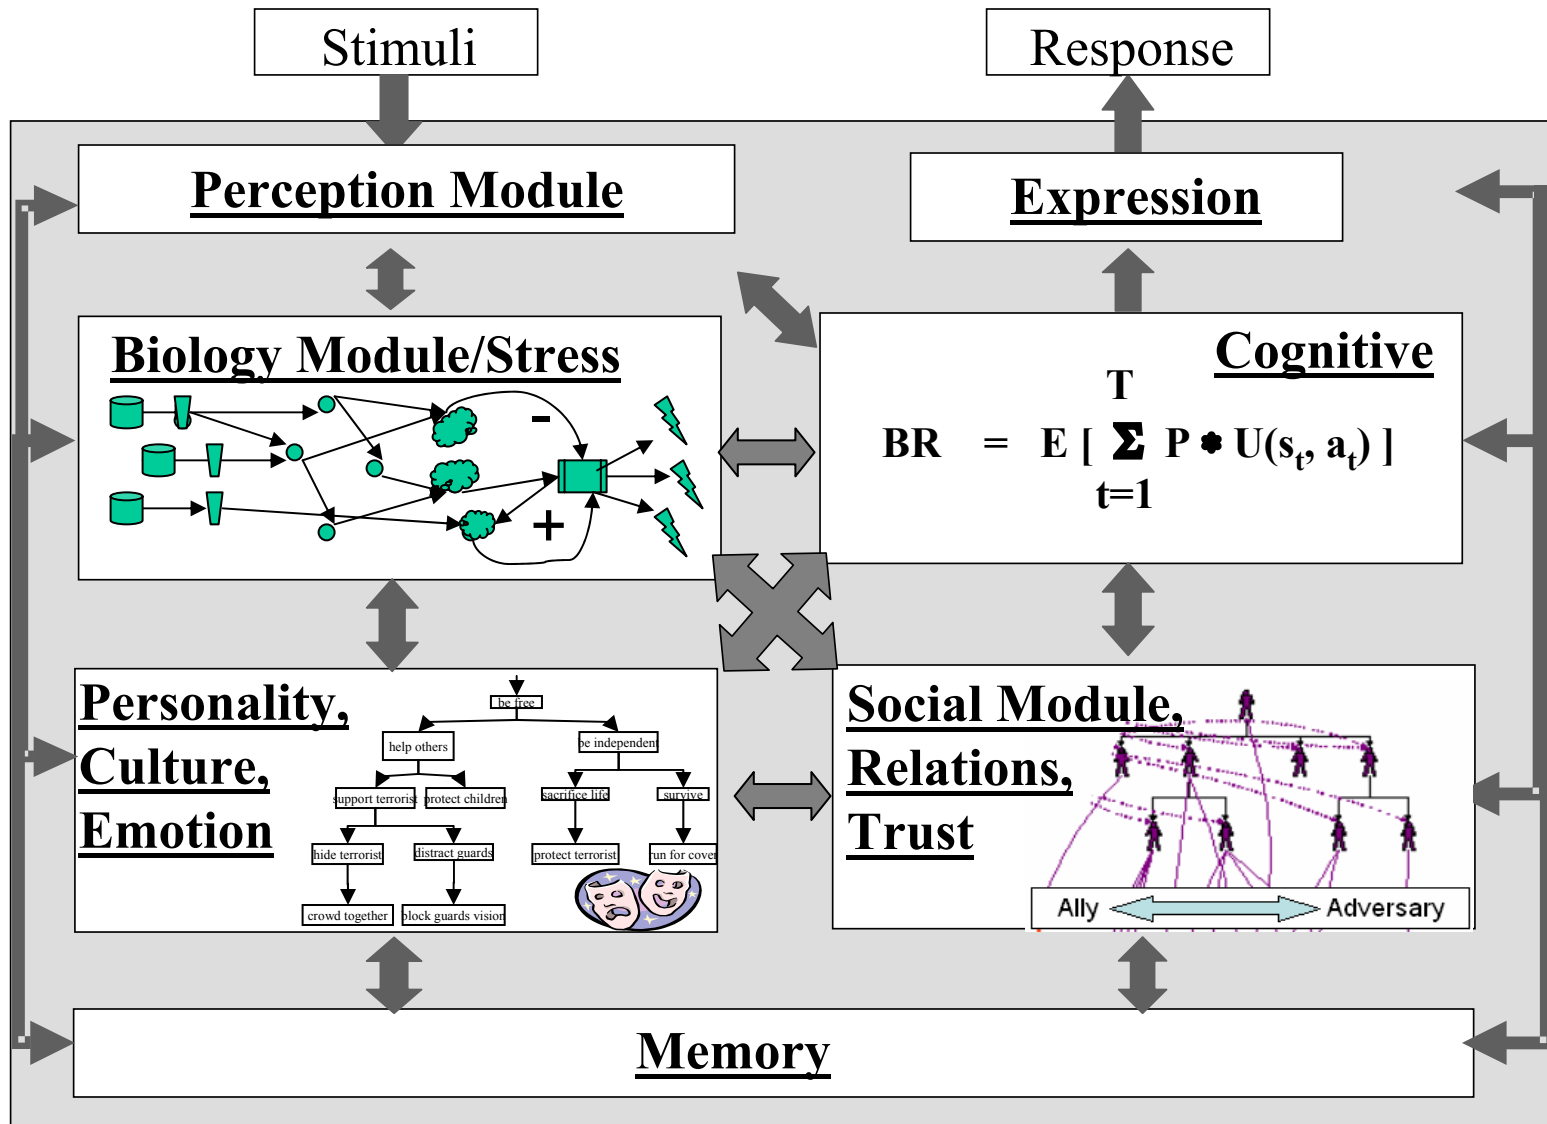 Stimuli
Response
Perception Module
Expression
Biology Module/Stress
-
+
Cognitive
T
BR = E [ Σ P * U(sₜ, aₜ) ]
t=1
Personality,
Culture,
Emotion
be free
help others
be independent
support terrorist
protect children
sacrifice life
survive
hide terrorist
distract guards
protect terrorist
run for cover
crowd together
block guards vision
Social Module,
Relations,
Trust
Ally
Adversary
Memory